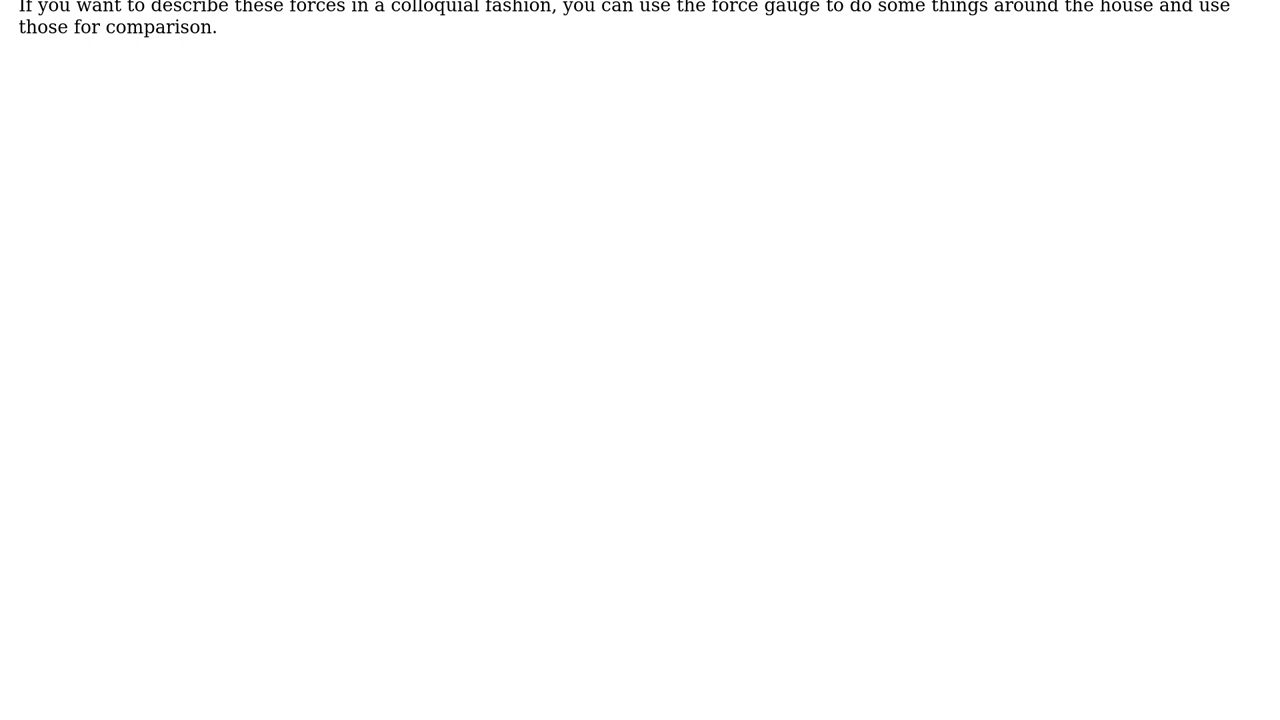 If you want to describe these forces in a colloquial fashion, you can use the force gauge to do some things around the house and use
those for comparison.